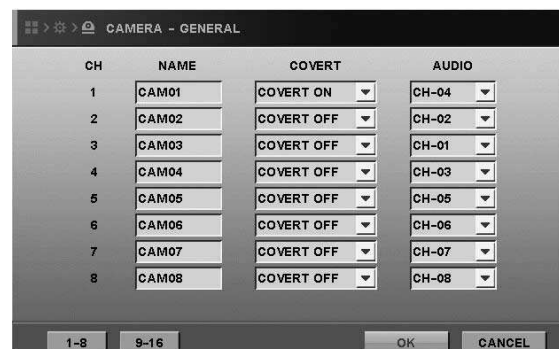 CAMERA - GENERAL
CH NAME COVERT AUDIO
1 CAM01 COVERT ON CH-04
2 CAM02 COVERT OFF CH-02
3 CAM03 COVERT OFF CH-01
4 CAM04 COVERT OFF CH-03
5 CAM05 COVERT OFF CH-05
6 CAM06 COVERT OFF CH-06
7 CAM07 COVERT OFF CH-07
8 CAM08 COVERT OFF CH-08
1-8 9-16 OK CANCEL